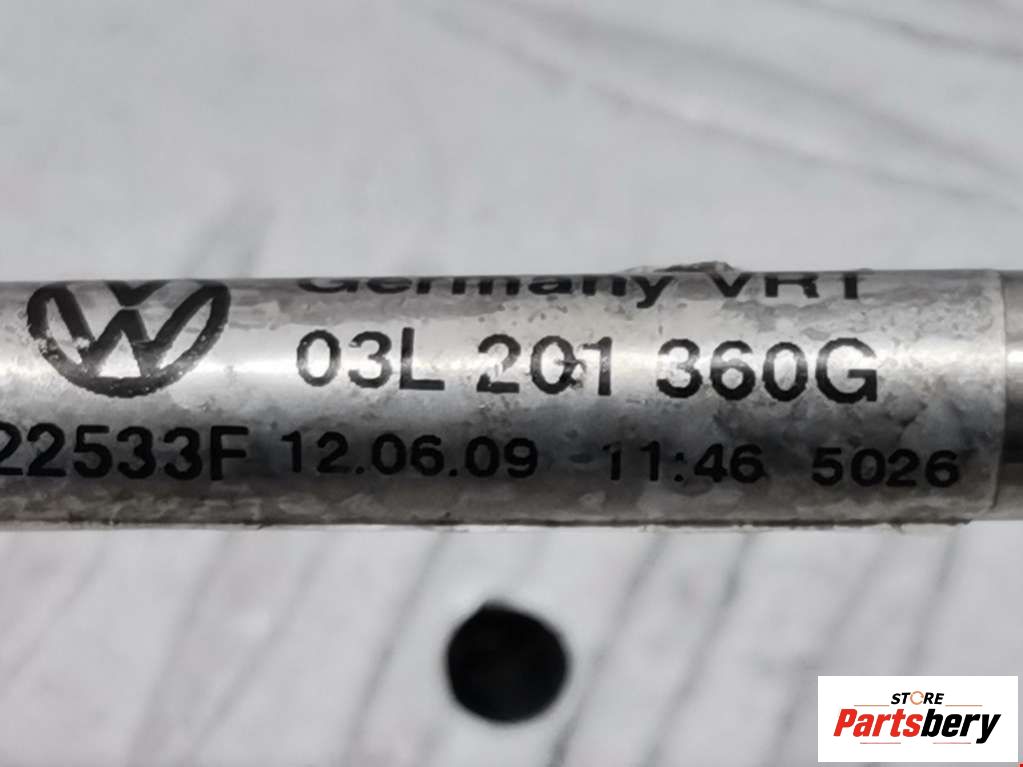 Germany VRT
03L 201 360G
22533F 12.06.09 11:46 5026
STORE
Partsbery